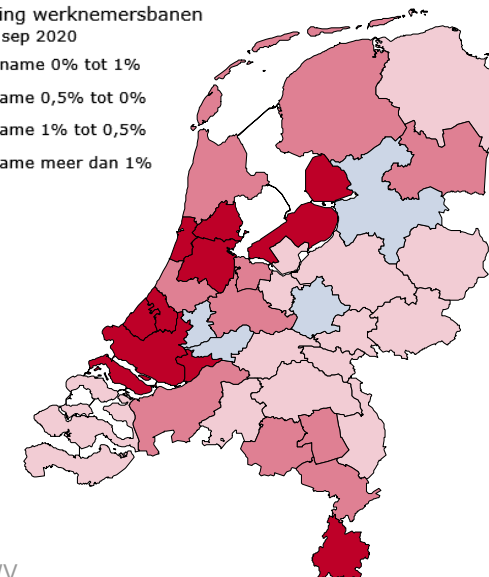 ing werknemersbanen
sep 2020
name 0% tot 1%
ame 0,5% tot 0%
ame 1% tot 0,5%
ame meer dan 1%